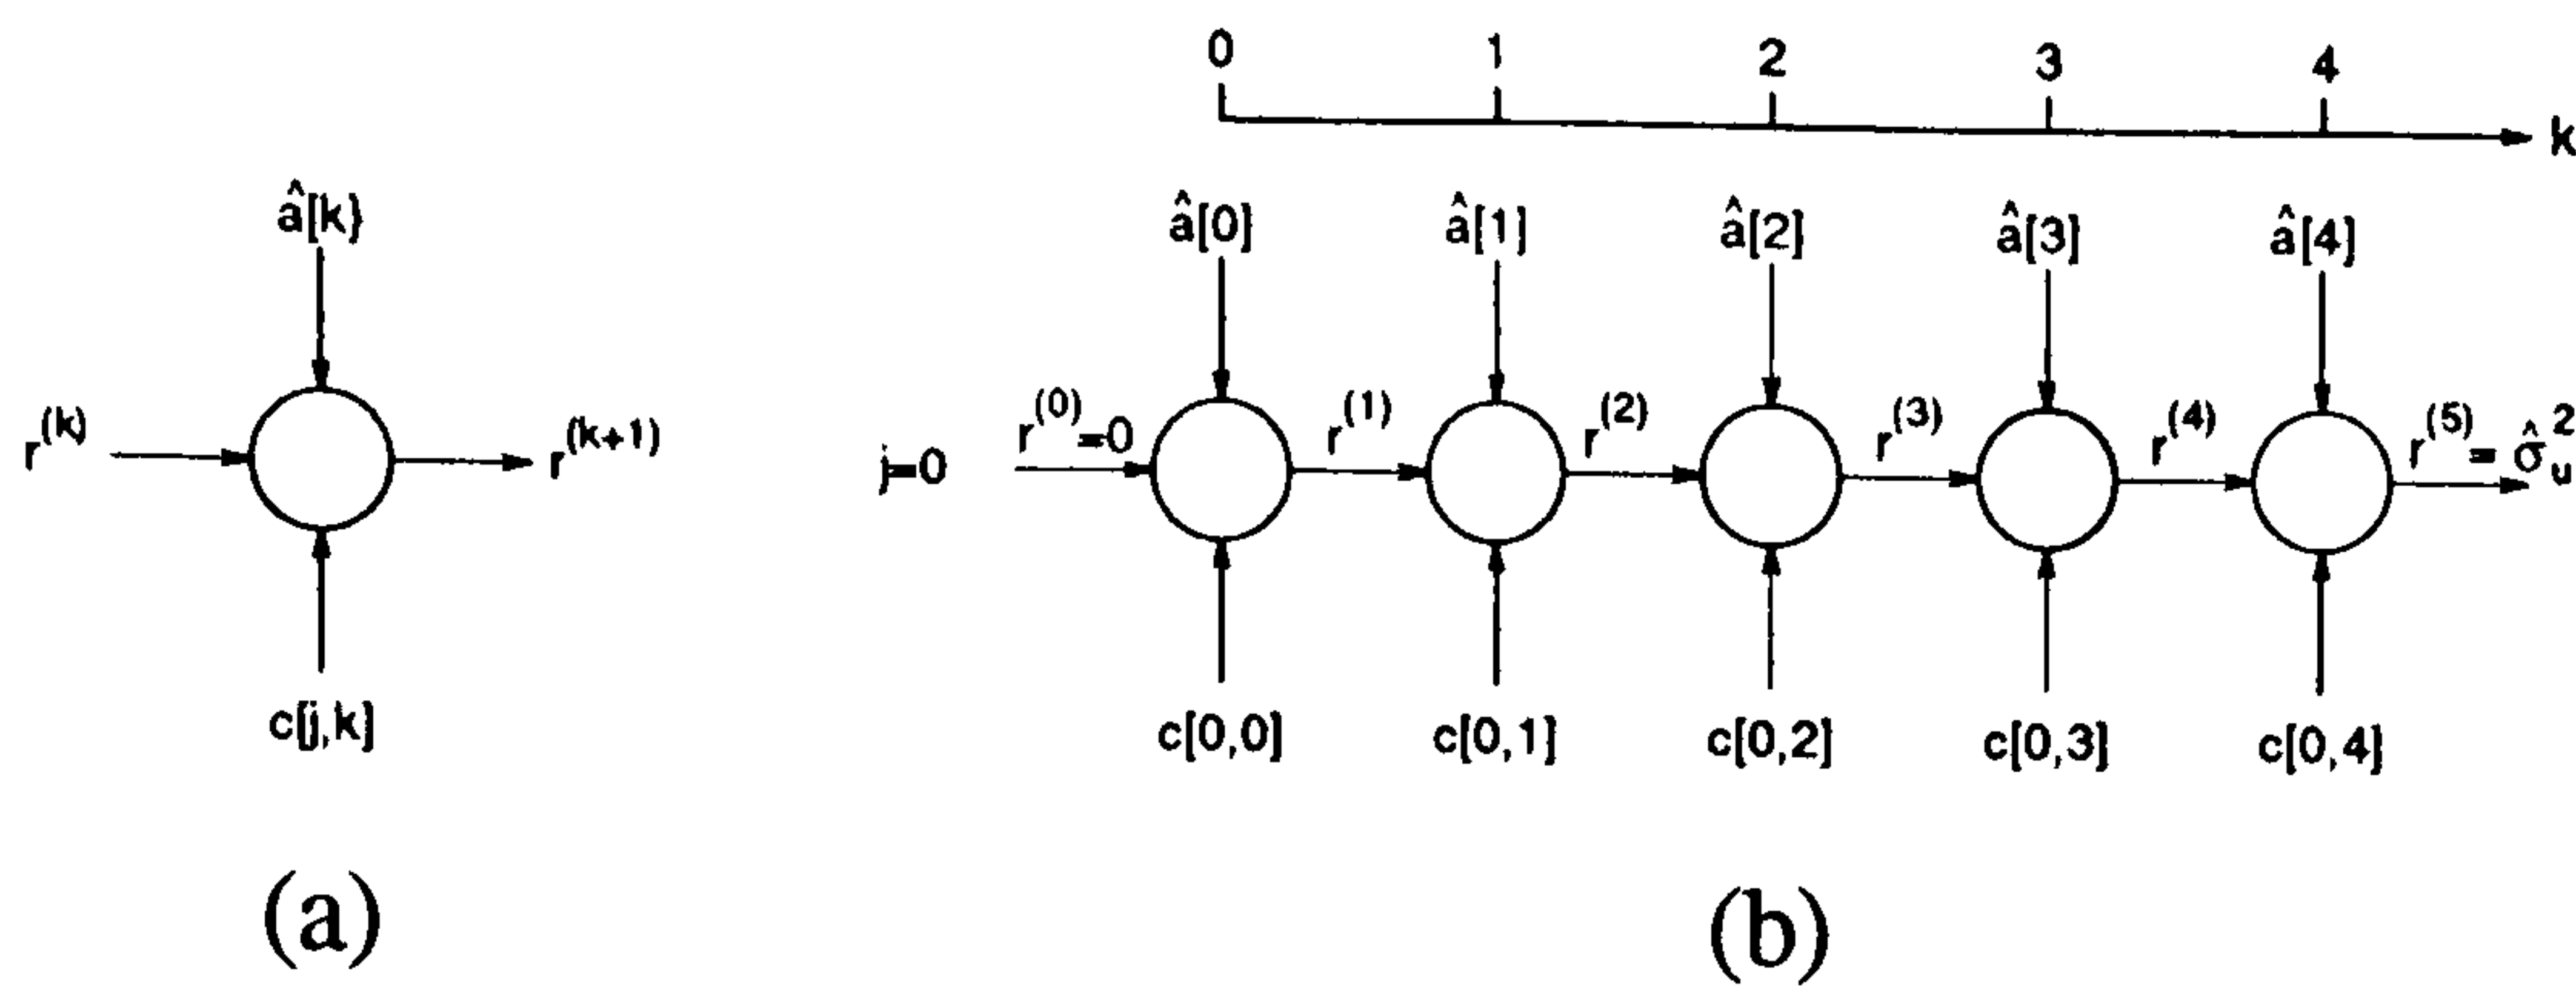 0 1 2 3 4
k
â[k}
r^(k)
r^(k+1)
c[j,k]
(a)
â[0] â[1] â[2] â[3] â[4]
j=0 r^(0)=0 r^(1) r^(2) r^(3) r^(4) r^(5)= σ̂_u^2
c[0,0] c[0,1] c[0,2] c[0,3] c[0,4]
(b)